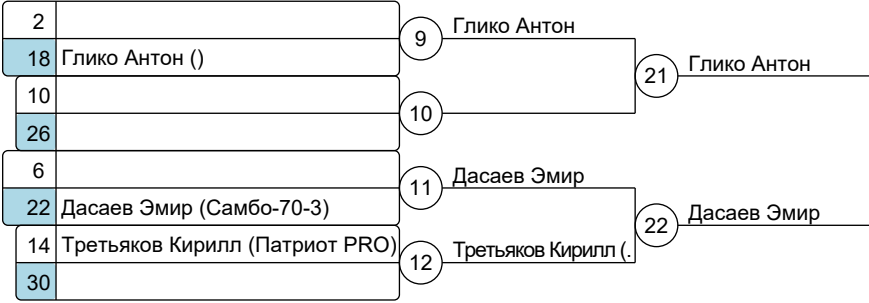 2
9
Глико Антон
18 Глико Антон ()
21
Глико Антон
10
10
26
6
11
Дасаев Эмир
22 Дасаев Эмир (Самбо-70-3)
22
Дасаев Эмир
14 Третьяков Кирилл (Патриот PRO)
12
Третьяков Кирилл (.
30